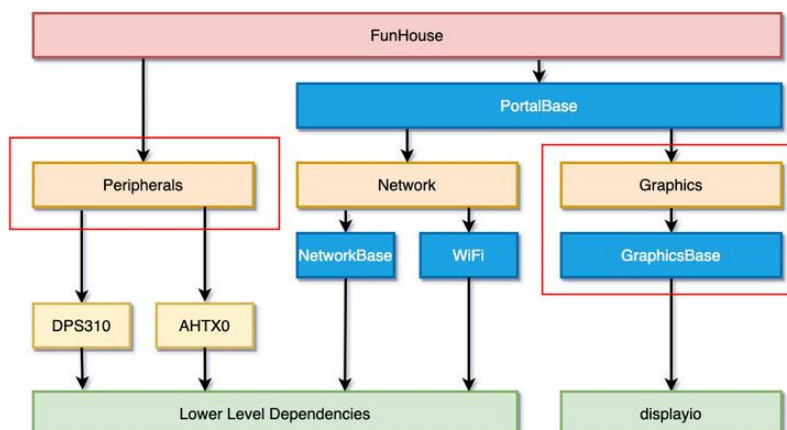 FunHouse
PortalBase
Peripherals
Network
Graphics
NetworkBase
WiFi
GraphicsBase
DPS310
AHTX0
Lower Level Dependencies
displayio